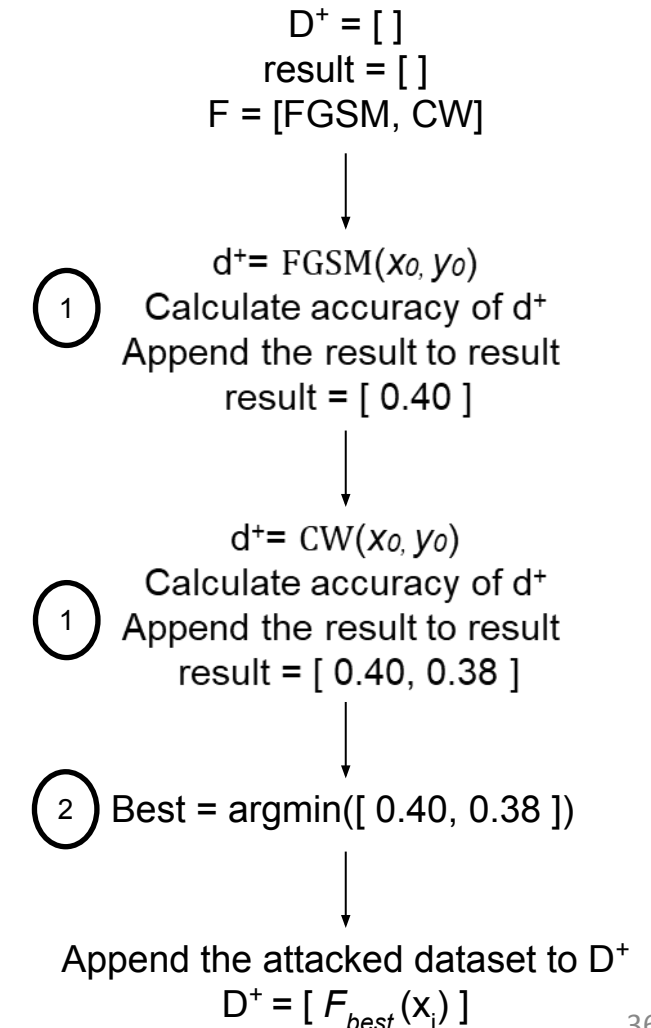 D⁺ = [ ]
result = [ ]
F = [FGSM, CW]
1
d⁺= FGSM(x₀, y₀)
Calculate accuracy of d⁺
Append the result to result
result = [ 0.40 ]
1
d⁺= CW(x₀, y₀)
Calculate accuracy of d⁺
Append the result to result
result = [ 0.40, 0.38 ]
2 Best = argmin([ 0.40, 0.38 ])
Append the attacked dataset to D⁺
D⁺ = [ F_best (xᵢ) ]
36